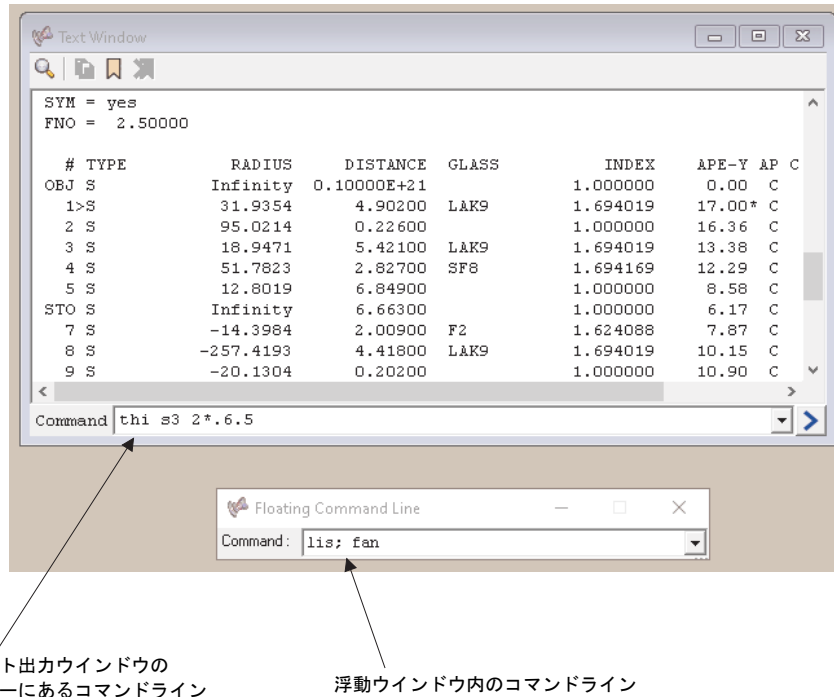 Text Window
SYM = yes
FNO = 2.50000
# TYPE RADIUS DISTANCE GLASS INDEX APE-Y AP C
OBJ S Infinity 0.10000E+21 1.000000 0.00 C
1>S 31.9354 4.90200 LAK9 1.694019 17.00* C
2 S 95.0214 0.22600 1.000000 16.36 C
3 S 18.9471 5.42100 LAK9 1.694019 13.38 C
4 S 51.7823 2.82700 SF8 1.694169 12.29 C
5 S 12.8019 6.84900 1.000000 8.58 C
STO S Infinity 6.66300 1.000000 6.17 C
7 S -14.3984 2.00900 F2 1.624088 7.87 C
8 S -257.4193 4.41800 LAK9 1.694019 10.15 C
9 S -20.1304 0.20200 1.000000 10.90 C
Command thi s3 2*.6.5
Floating Command Line
Command : lis; fan
ト出力ウインドウの
ーにあるコマンドライン
浮動ウインドウ内のコマンドライン